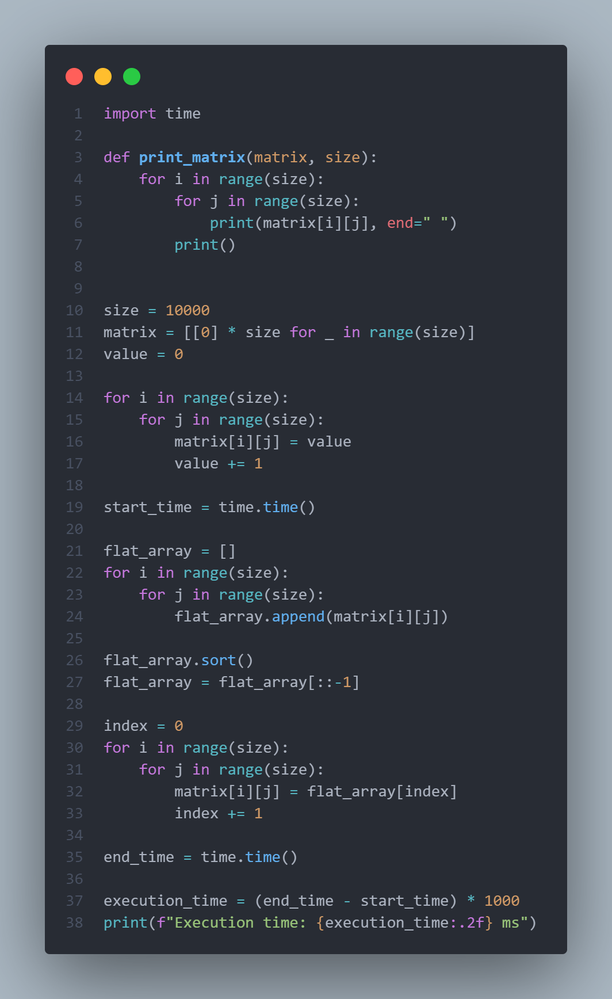 1 import time
2
3 def print_matrix(matrix, size):
4     for i in range(size):
5         for j in range(size):
6             print(matrix[i][j], end=" ")
7         print()
8
9
10 size = 10000
11 matrix = [[0] * size for _ in range(size)]
12 value = 0
13
14 for i in range(size):
15     for j in range(size):
16         matrix[i][j] = value
17         value += 1
18
19 start_time = time.time()
20
21 flat_array = []
22 for i in range(size):
23     for j in range(size):
24         flat_array.append(matrix[i][j])
25
26 flat_array.sort()
27 flat_array = flat_array[::-1]
28
29 index = 0
30 for i in range(size):
31     for j in range(size):
32         matrix[i][j] = flat_array[index]
33         index += 1
34
35 end_time = time.time()
36
37 execution_time = (end_time - start_time) * 1000
38 print(f"Execution time: {execution_time:.2f} ms")